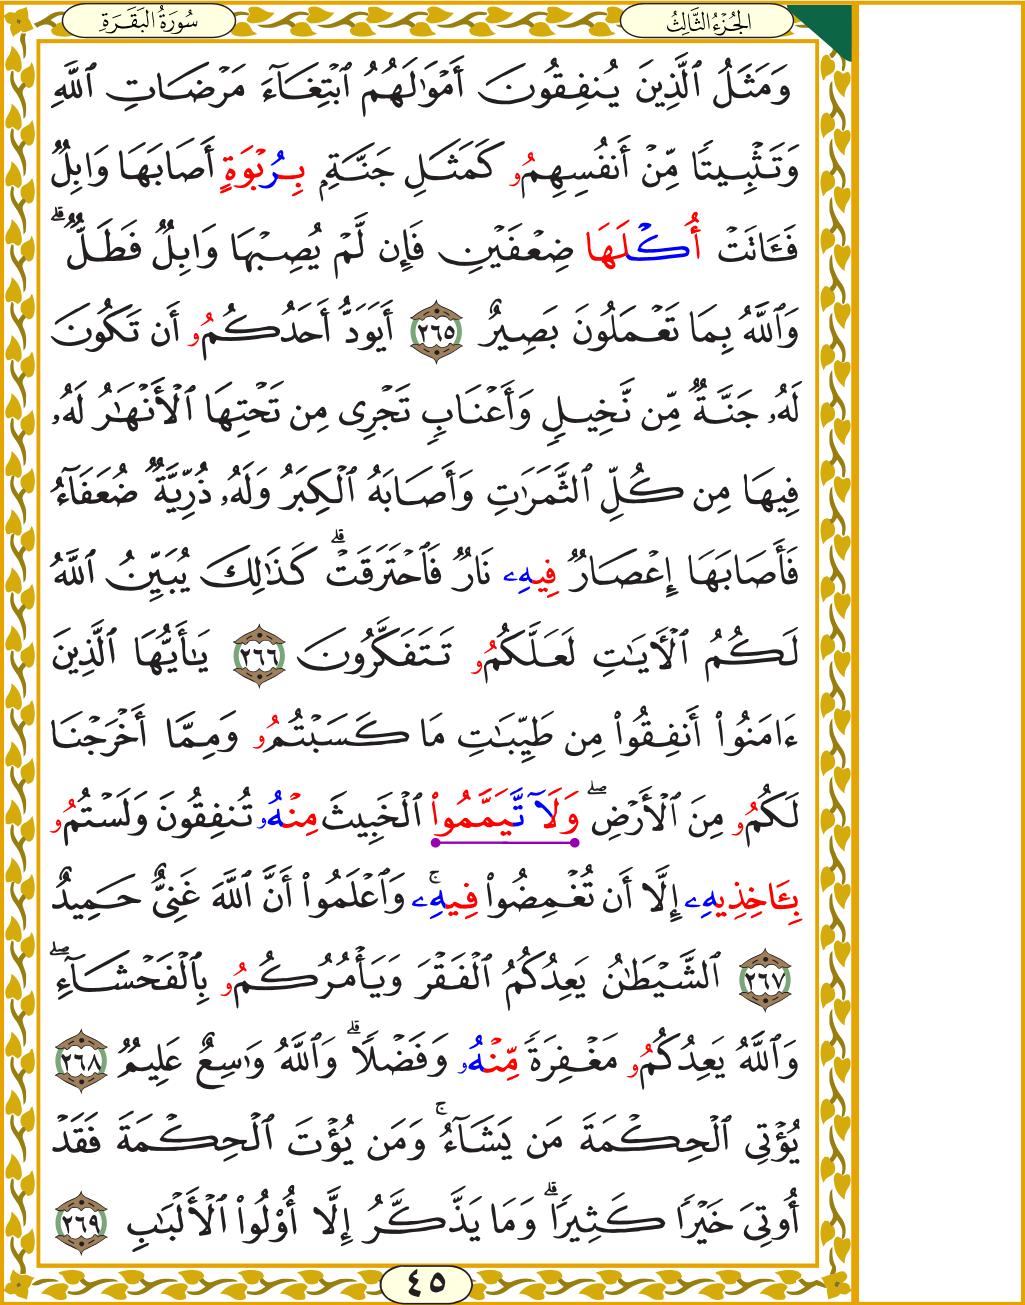 الجُزْءُ الثَّالِثُ
سُورَةُ البَقَرَةِ
وَمَثَلُ ٱلَّذِينَ يُنفِقُونَ أَمۡوَٰلَهُمُ ٱبۡتِغَآءَ مَرۡضَاتِ ٱللَّهِ
وَتَثۡبِيتٗا مِّنۡ أَنفُسِهِمُۥ كَمَثَلِ جَنَّةِۭ بِرُبۡوَةٍ أَصَابَهَا وَابِلٞ
فَـَٔاتَتۡ أُكۡلَهَا ضِعۡفَيۡنِ فَإِن لَّمۡ يُصِبۡهَا وَابِلٞ فَطَلّٞۗ
وَٱللَّهُ بِمَا تَعۡمَلُونَ بَصِيرٌ ٢٦٥ أَيَوَدُّ أَحَدُكُمُۥ أَن تَكُونَ
لَهُۥ جَنَّةٞ مِّن نَّخِيلٖ وَأَعۡنَابٖ تَجۡرِي مِن تَحۡتِهَا ٱلۡأَنۡهَٰرُ لَهُۥ
فِيهَا مِن كُلِّ ٱلثَّمَرَٰتِ وَأَصَابَهُ ٱلۡكِبَرُ وَلَهُۥ ذُرِّيَّةٞ ضُعَفَآءُ
فَأَصَابَهَآ إِعۡصَارٞ فِيهِۦ نَارٞ فَٱحۡتَرَقَتۡۗ كَذَٰلِكَ يُبَيِّنُ ٱللَّهُ
لَكُمُ ٱلۡأٓيَٰتِ لَعَلَّكُمُۥ تَتَفَكَّرُونَ ٢٦٦ يَٰٓأَيُّهَا ٱلَّذِينَ
ءَامَنُواْ أَنفِقُواْ مِن طَيِّبَٰتِ مَا كَسَبۡتُمُۥ وَمِمَّآ أَخۡرَجۡنَا
لَكُمُۥ مِنَ ٱلۡأَرۡضِۖ وَلَآ تَّيَمَّمُواْ ٱلۡخَبِيثَ مِنۡهُۥ تُنفِقُونَ وَلَسۡتُمُۥ
بِـَٔاخِذِيهِۦ إِلَّآ أَن تُغۡمِضُواْ فِيهِۦۚ وَٱعۡلَمُوٓاْ أَنَّ ٱللَّهَ غَنِيٌّ حَمِيدٌ
٢٦٧ ٱلشَّيۡطَٰنُ يَعِدُكُمُ ٱلۡفَقۡرَ وَيَأۡمُرُكُمُۥ بِٱلۡفَحۡشَآءِۖ
وَٱللَّهُ يَعِدُكُمُۥ مَغۡفِرَةٗ مِّنۡهُۥ وَفَضۡلٗاۗ وَٱللَّهُ وَٰسِعٌ عَلِيمٞ ٢٦٨
يُؤۡتِي ٱلۡحِكۡمَةَ مَن يَشَآءُۚ وَمَن يُؤۡتَ ٱلۡحِكۡمَةَ فَقَدۡ
أُوتِيَ خَيۡرٗا كَثِيرٗاۗ وَمَا يَذَّكَّرُ إِلَّآ أُوْلُواْ ٱلۡأَلۡبَٰبِ ٢٦٩
٤٥